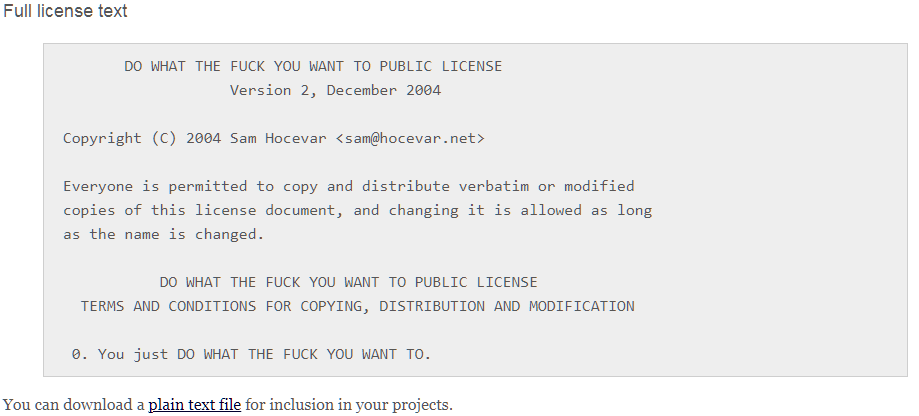 Full license text
DO WHAT THE FUCK YOU WANT TO PUBLIC LICENSE
Version 2, December 2004
Copyright (C) 2004 Sam Hocevar <sam@hocevar.net>
Everyone is permitted to copy and distribute verbatim or modified
copies of this license document, and changing it is allowed as long
as the name is changed.
DO WHAT THE FUCK YOU WANT TO PUBLIC LICENSE
TERMS AND CONDITIONS FOR COPYING, DISTRIBUTION AND MODIFICATION
0. You just DO WHAT THE FUCK YOU WANT TO.
You can download a plain text file for inclusion in your projects.